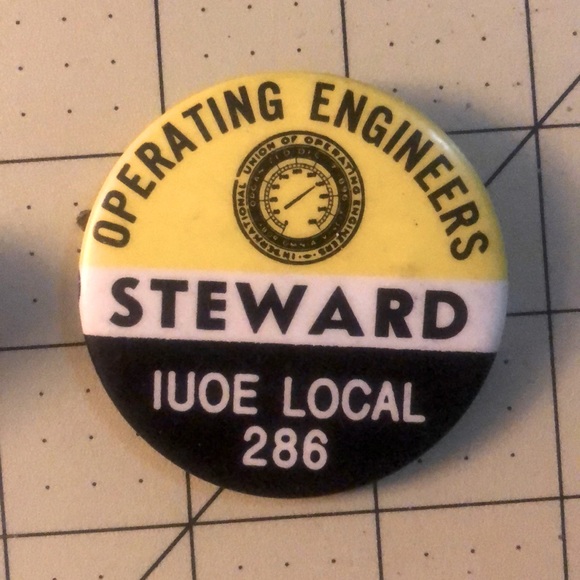 OPERATING ENGINEERS
INTERNATIONAL UNION OF OPERATING ENGINEERS
STEWARD
IUOE LOCAL
286